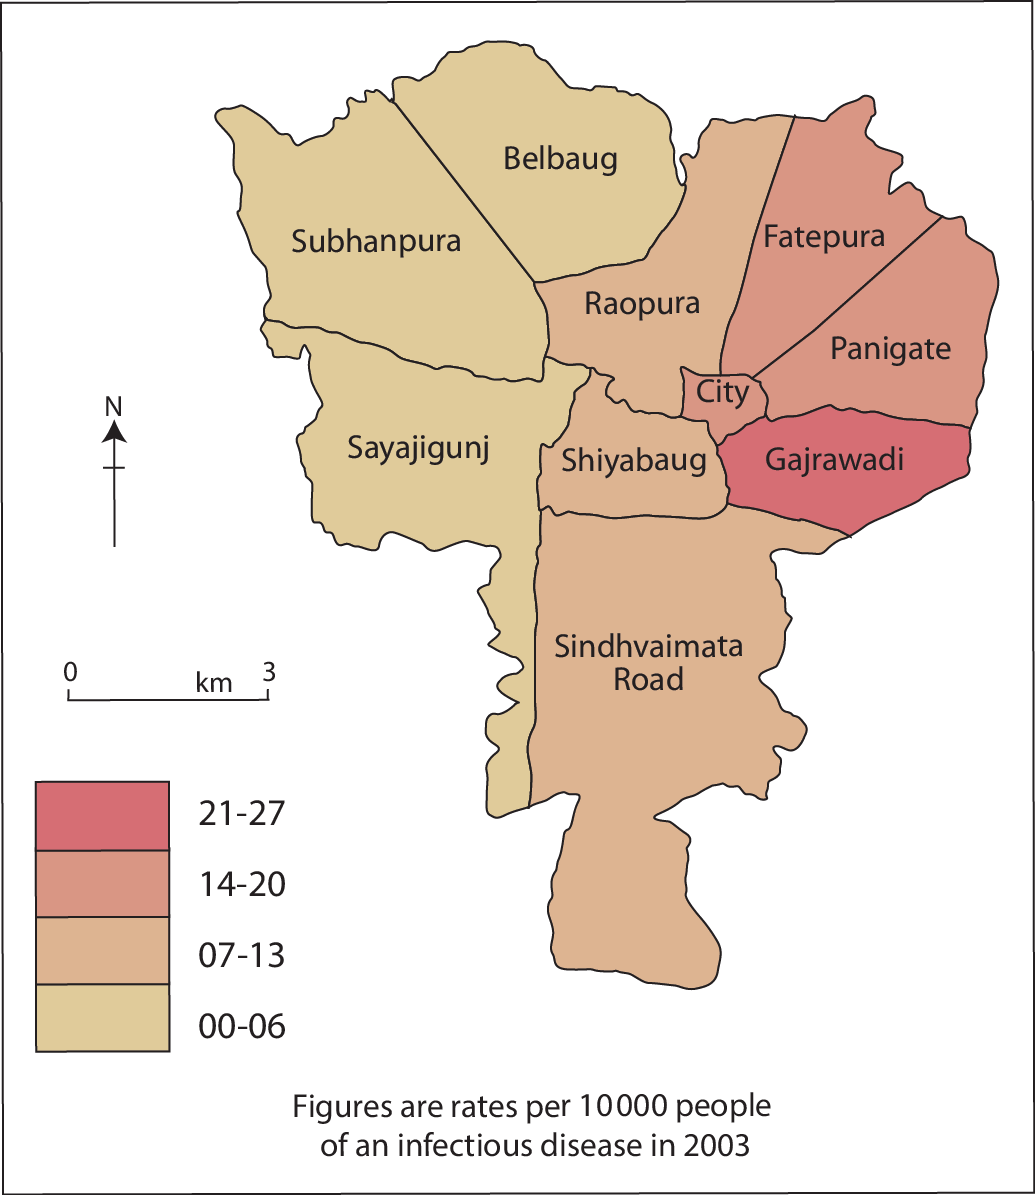 Belbaug
Subhanpura
Fatepura
Raopura
Panigate
City
Sayajigunj
Shiyabaug
Gajrawadi
N
Sindhvaimata
Road
0 km 3
21-27
14-20
07-13
00-06
Figures are rates per 10 000 people
of an infectious disease in 2003